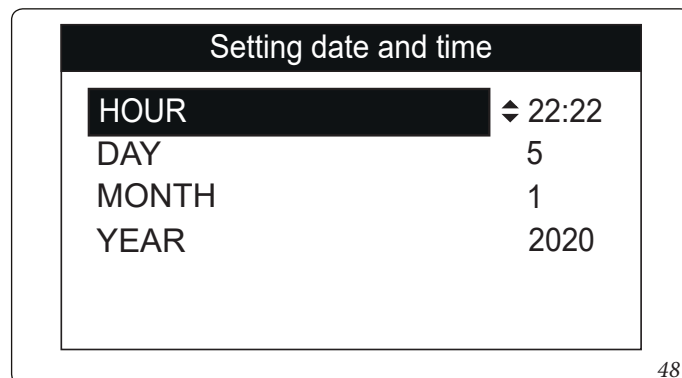 Setting date and time
HOUR 22:22
DAY 5
MONTH 1
YEAR 2020
48